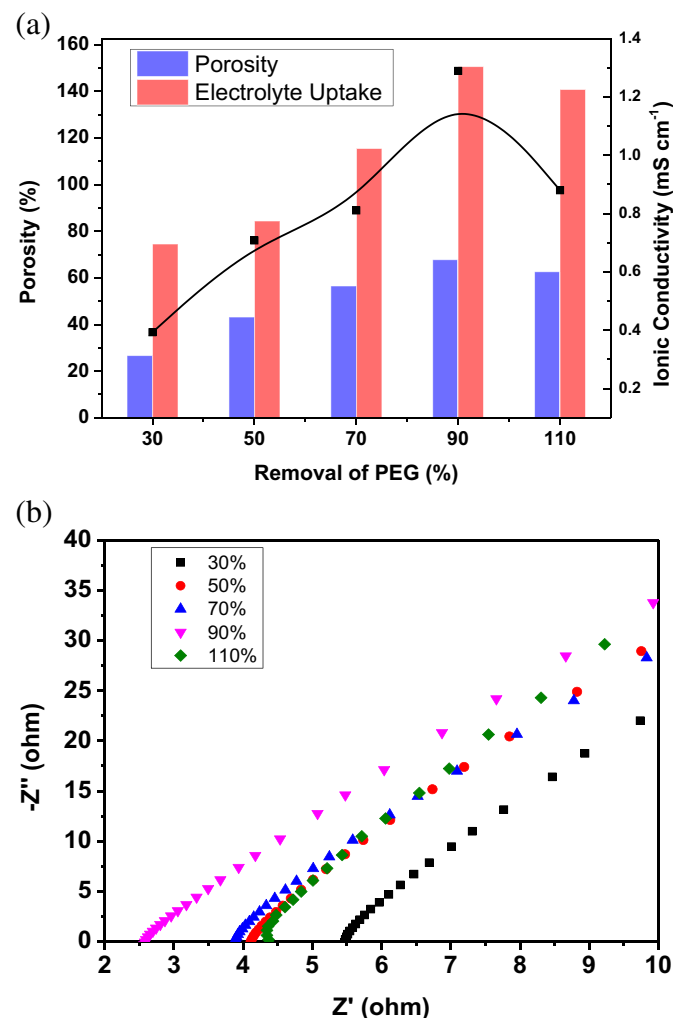 (a)
160
140
120
100
80
60
40
20
0
Porosity (%)
Porosity
Electrolyte Uptake
1.4
1.2
1.0
0.8
0.6
0.4
0.2
Ionic Conductivity (mS cm⁻¹)
30 50 70 90 110
Removal of PEG (%)
(b)
40
35
30
25
20
15
10
5
0
-Z'' (ohm)
30%
50%
70%
90%
110%
2 3 4 5 6 7 8 9 10
Z' (ohm)